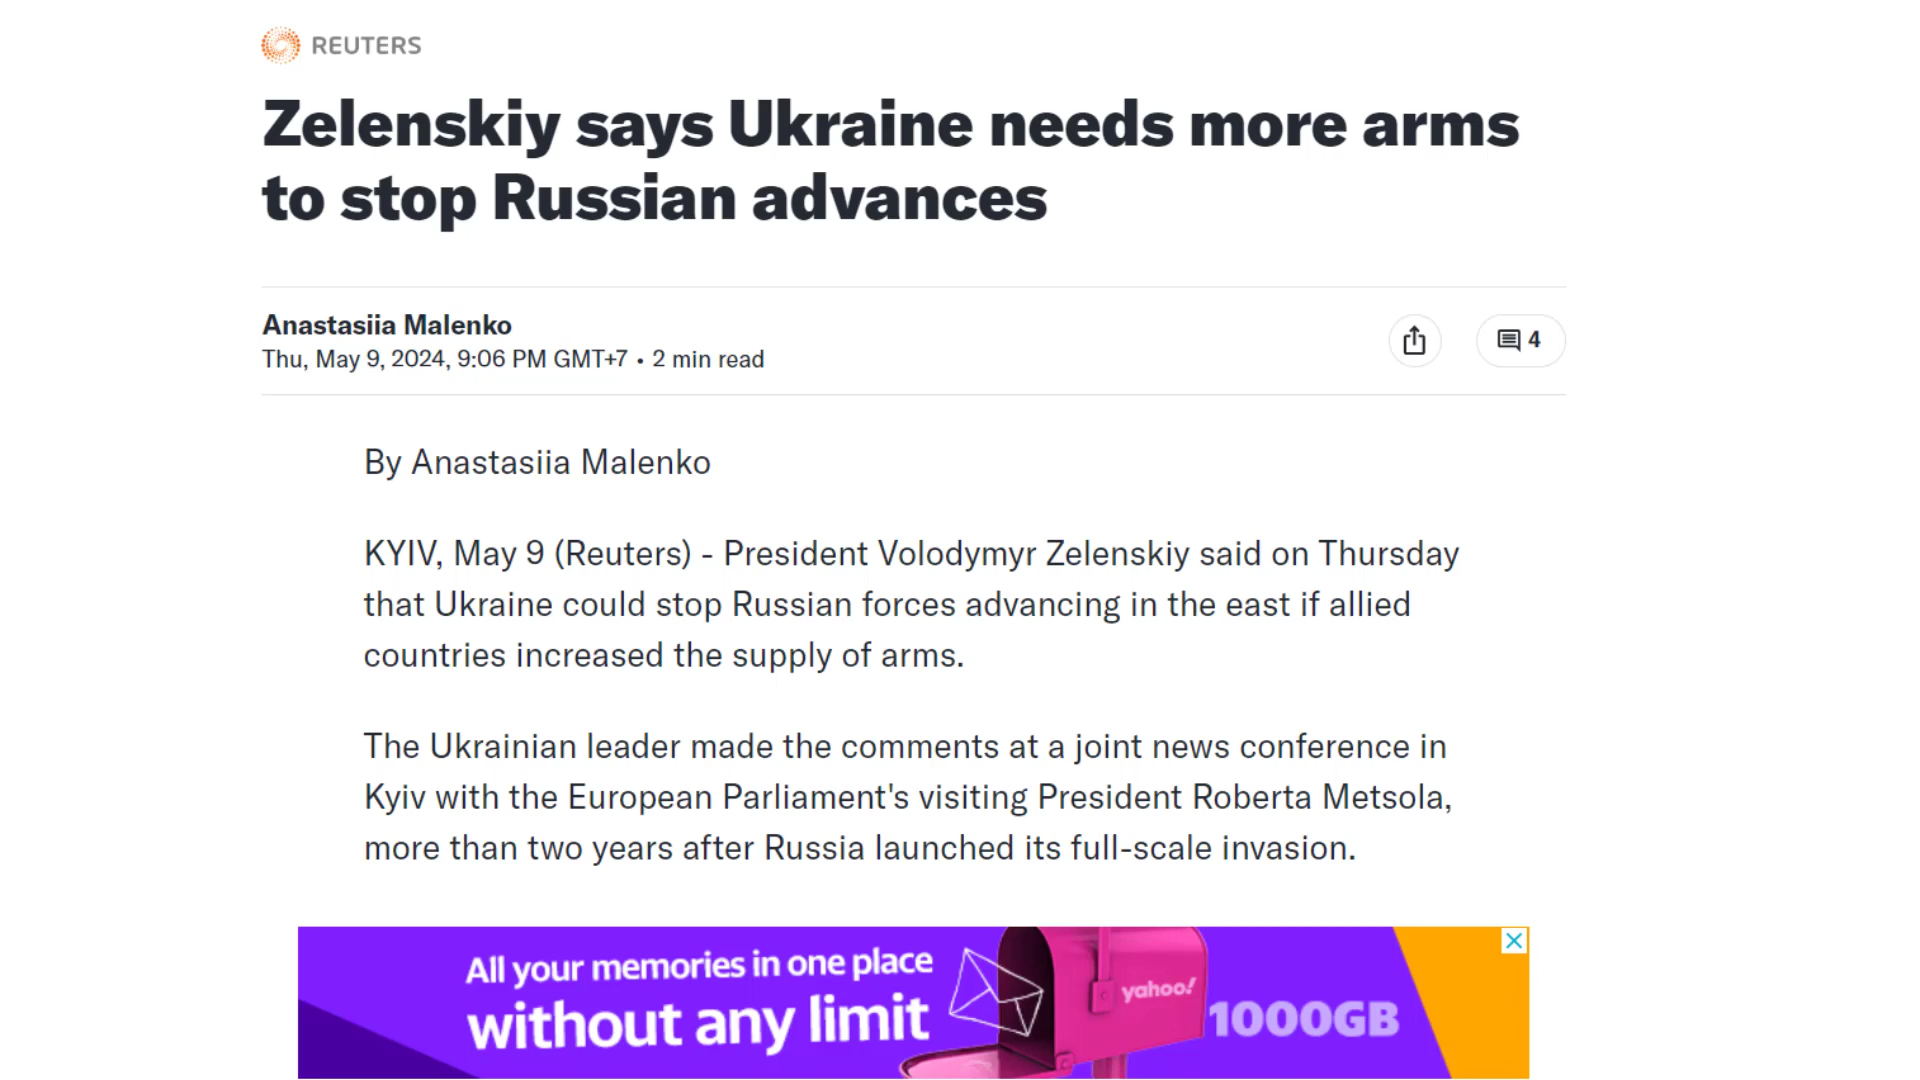 REUTERS
Zelenskiy says Ukraine needs more arms
to stop Russian advances
Anastasiia Malenko
Thu, May 9, 2024, 9:06 PM GMT+7 • 2 min read
4
By Anastasiia Malenko
KYIV, May 9 (Reuters) - President Volodymyr Zelenskiy said on Thursday
that Ukraine could stop Russian forces advancing in the east if allied
countries increased the supply of arms.
The Ukrainian leader made the comments at a joint news conference in
Kyiv with the European Parliament's visiting President Roberta Metsola,
more than two years after Russia launched its full-scale invasion.
All your memories in one place
without any limit
yahoo!
1000GB